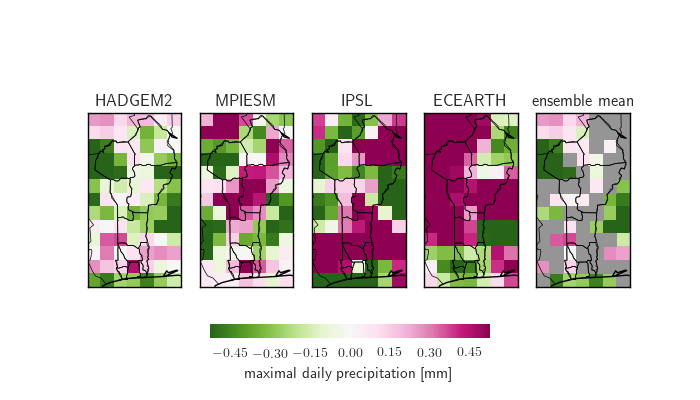 HADGEM2 MPIESM IPSL ECEARTH ensemble mean
−0.45 −0.30 −0.15 0.00 0.15 0.30 0.45
maximal daily precipitation [mm]